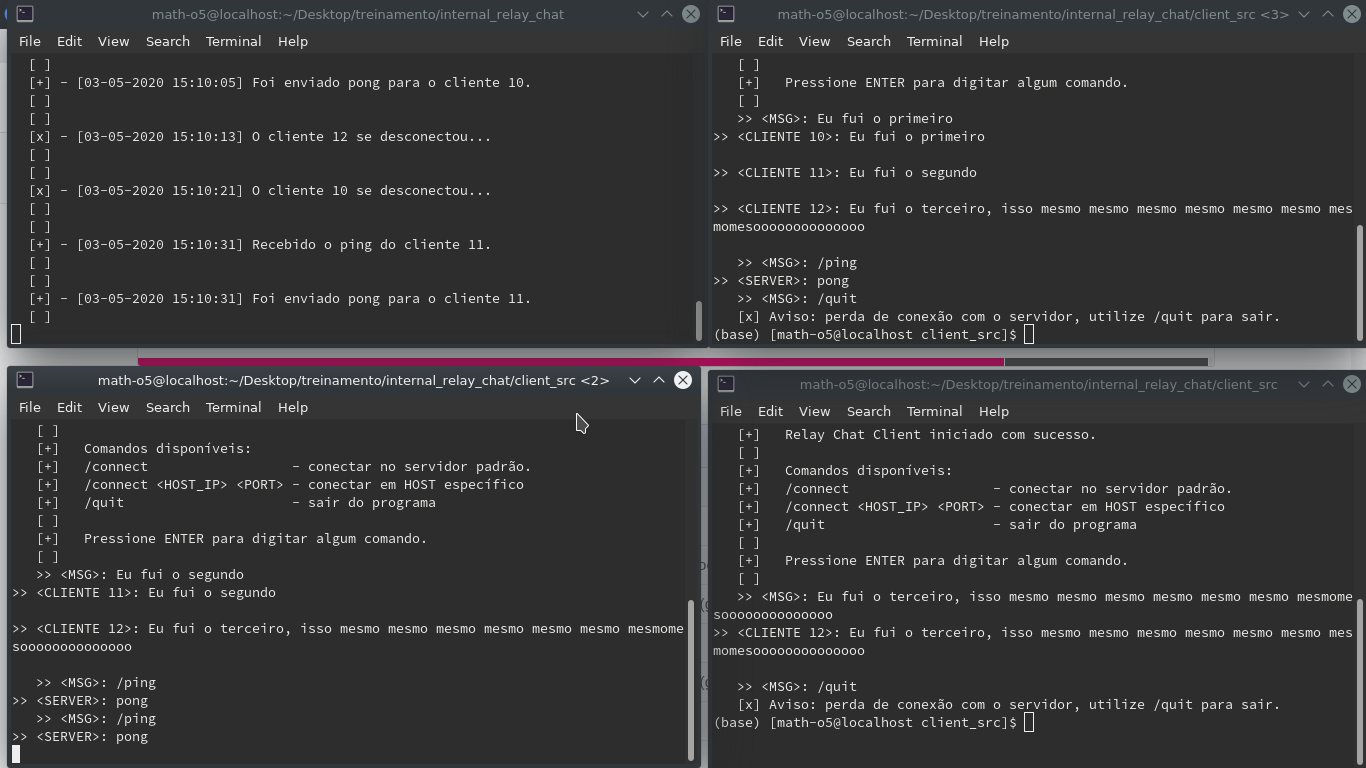 math-o5@localhost:~/Desktop/treinamento/internal_relay_chat
File Edit View Search Terminal Help
[ ]
[+] - [03-05-2020 15:10:05] Foi enviado pong para o cliente 10.
[ ]
[ ]
[x] - [03-05-2020 15:10:13] O cliente 12 se desconectou...
[ ]
[ ]
[x] - [03-05-2020 15:10:21] O cliente 10 se desconectou...
[ ]
[ ]
[+] - [03-05-2020 15:10:31] Recebido o ping do cliente 11.
[ ]
[ ]
[+] - [03-05-2020 15:10:31] Foi enviado pong para o cliente 11.
[ ]
math-o5@localhost:~/Desktop/treinamento/internal_relay_chat/client_src <3>
File Edit View Search Terminal Help
[ ]
[+] Pressione ENTER para digitar algum comando.
[ ]
>> <MSG>: Eu fui o primeiro
>> <CLIENTE 10>: Eu fui o primeiro
>> <CLIENTE 11>: Eu fui o segundo
>> <CLIENTE 12>: Eu fui o terceiro, isso mesmo mesmo mesmo mesmo mesmo mesmo mes
momesoooooooooooooo
>> <MSG>: /ping
>> <SERVER>: pong
>> <MSG>: /quit
[x] Aviso: perda de conexão com o servidor, utilize /quit para sair.
(base) [math-o5@localhost client_src]$
math-o5@localhost:~/Desktop/treinamento/internal_relay_chat/client_src <2>
File Edit View Search Terminal Help
[ ]
[+] Comandos disponíveis:
[+] /connect - conectar no servidor padrão.
[+] /connect <HOST_IP> <PORT> - conectar em HOST específico
[+] /quit - sair do programa
[ ]
[+] Pressione ENTER para digitar algum comando.
[ ]
>> <MSG>: Eu fui o segundo
>> <CLIENTE 11>: Eu fui o segundo
>> <CLIENTE 12>: Eu fui o terceiro, isso mesmo mesmo mesmo mesmo mesmo mesmo mesmome
soooooooooooooo
>> <MSG>: /ping
>> <SERVER>: pong
>> <MSG>: /ping
>> <SERVER>: pong
math-o5@localhost:~/Desktop/treinamento/internal_relay_chat/client_src
File Edit View Search Terminal Help
[+] Relay Chat Client iniciado com sucesso.
[ ]
[+] Comandos disponíveis:
[+] /connect - conectar no servidor padrão.
[+] /connect <HOST_IP> <PORT> - conectar em HOST específico
[+] /quit - sair do programa
[ ]
[+] Pressione ENTER para digitar algum comando.
[ ]
>> <MSG>: Eu fui o terceiro, isso mesmo mesmo mesmo mesmo mesmo mesmo mesmome
soooooooooooooo
>> <CLIENTE 12>: Eu fui o terceiro, isso mesmo mesmo mesmo mesmo mesmo mesmo mes
momesoooooooooooooo
>> <MSG>: /quit
[x] Aviso: perda de conexão com o servidor, utilize /quit para sair.
(base) [math-o5@localhost client_src]$